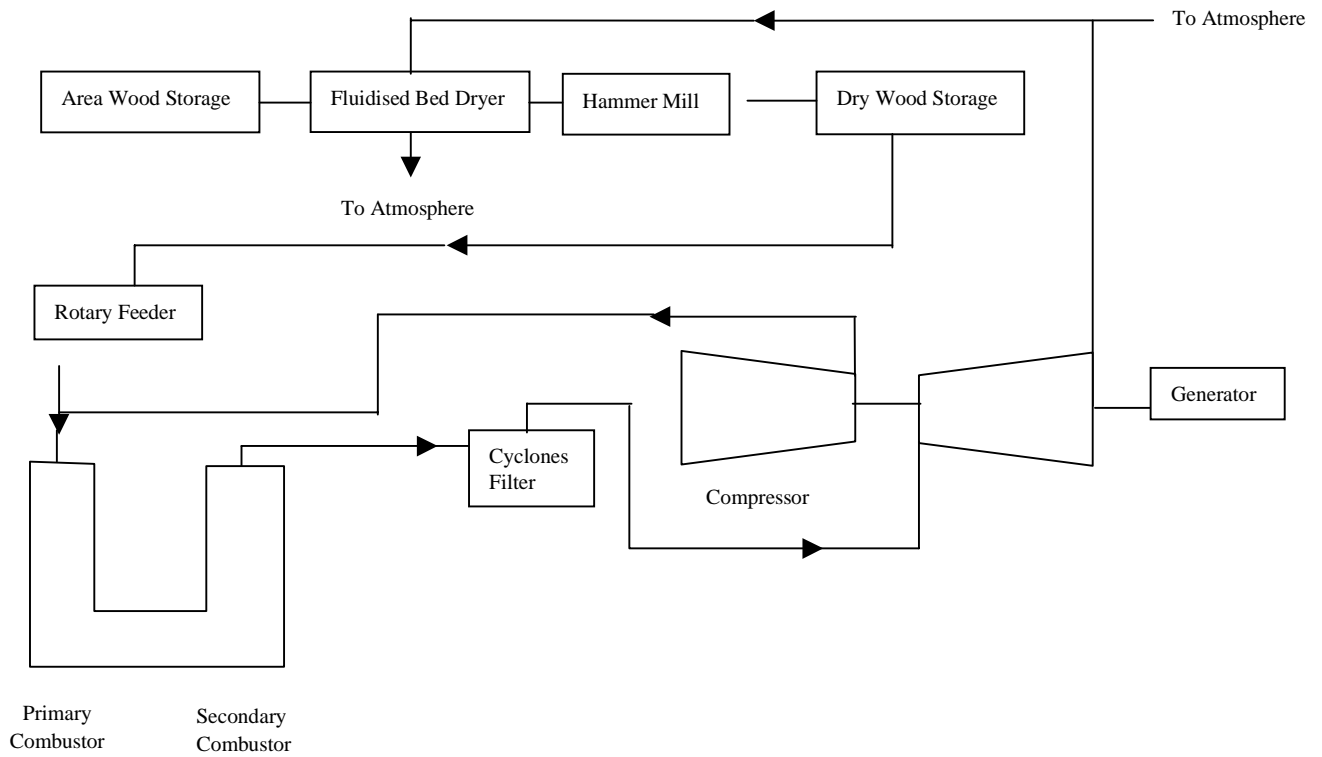 To Atmosphere
Area Wood Storage
Fluidised Bed Dryer
Hammer Mill
Dry Wood Storage
To Atmosphere
Rotary Feeder
Generator
Cyclones
Filter
Compressor
Primary
Combustor
Secondary
Combustor